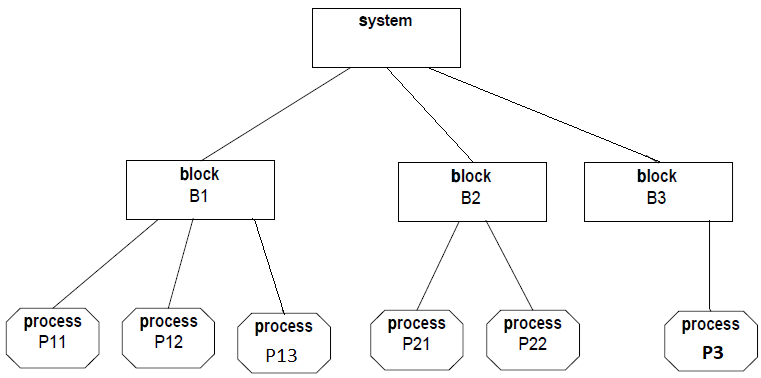 system
block
B1
block
B2
block
B3
process
P11
process
P12
process
P13
process
P21
process
P22
process
P3